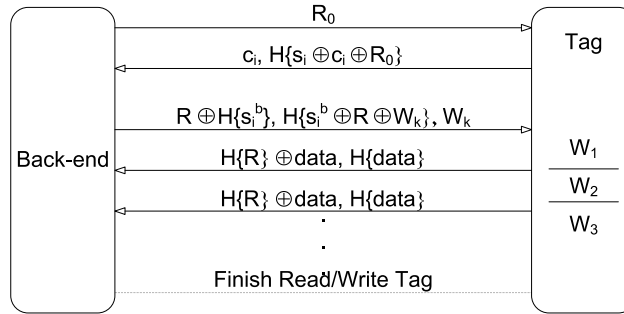 R₀
Tag
cᵢ, H{sᵢ ⊕ cᵢ ⊕ R₀}
R ⊕ H{sᵢᵇ}, H{sᵢᵇ ⊕ R ⊕ Wₖ}, Wₖ
Back-end
H{R} ⊕ data, H{data}
W₁
H{R} ⊕ data, H{data}
W₂
W₃
Finish Read/Write Tag